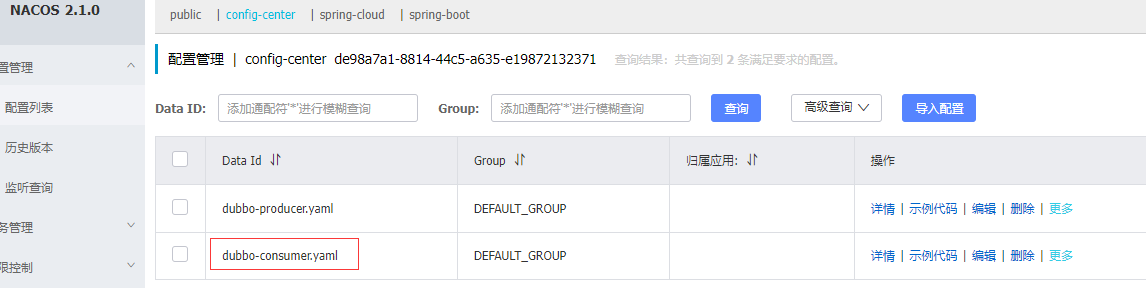 NACOS 2.1.0
public | config-center | spring-cloud | spring-boot
置管理
配置管理 | config-center de98a7a1-8814-44c5-a635-e19872132371 查询结果：共查询到 2 条满足要求的配置。
配置列表
Data ID: 添加通配符'*'进行模糊查询 Group: 添加通配符'*'进行模糊查询 查询 高级查询 导入配置
历史版本
Data Id Group 归属应用: 操作
监听查询
dubbo-producer.yaml DEFAULT_GROUP 详情 | 示例代码 | 编辑 | 删除 | 更多
务管理
dubbo-consumer.yaml DEFAULT_GROUP 详情 | 示例代码 | 编辑 | 删除 | 更多
限控制